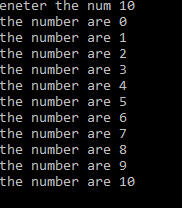 eneter the num 10
the number are 0
the number are 1
the number are 2
the number are 3
the number are 4
the number are 5
the number are 6
the number are 7
the number are 8
the number are 9
the number are 10